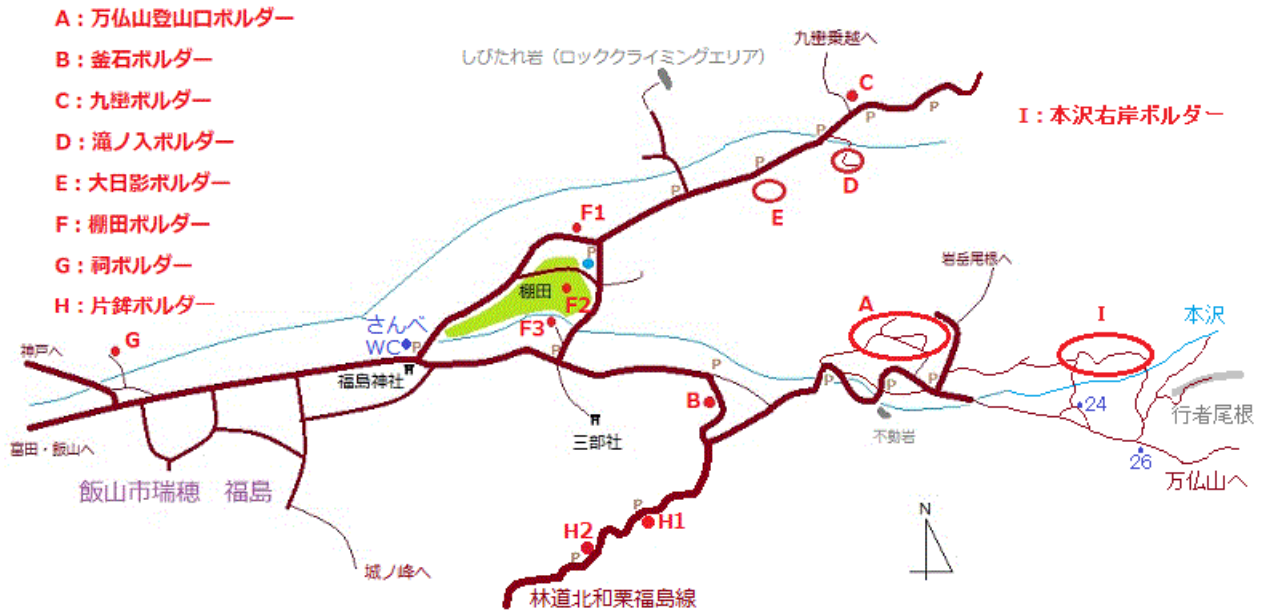 A：万仏山登山口ボルダー
B：釜石ボルダー
C：九巒ボルダー
D：滝ノ入ボルダー
E：大日影ボルダー
F：棚田ボルダー
G：祠ボルダー
H：片鉾ボルダー
I：本沢右岸ボルダー
しびたれ岩（ロッククライミングエリア）
九巒乗越へ
C
P
P
P
P
D
P
E
P
F1
P
棚田
F2
F3
さんべ
WC
P
福島神社
P
三部社
G
神戸へ
富田・飯山へ
飯山市瑞穂　福島
城ノ峰へ
岩岳尾根へ
A
I
本沢
P
B
P
P
P
不動岩
24
26
行者尾根
万仏山へ
P
H1
H2
P
林道北和栗福島線
N